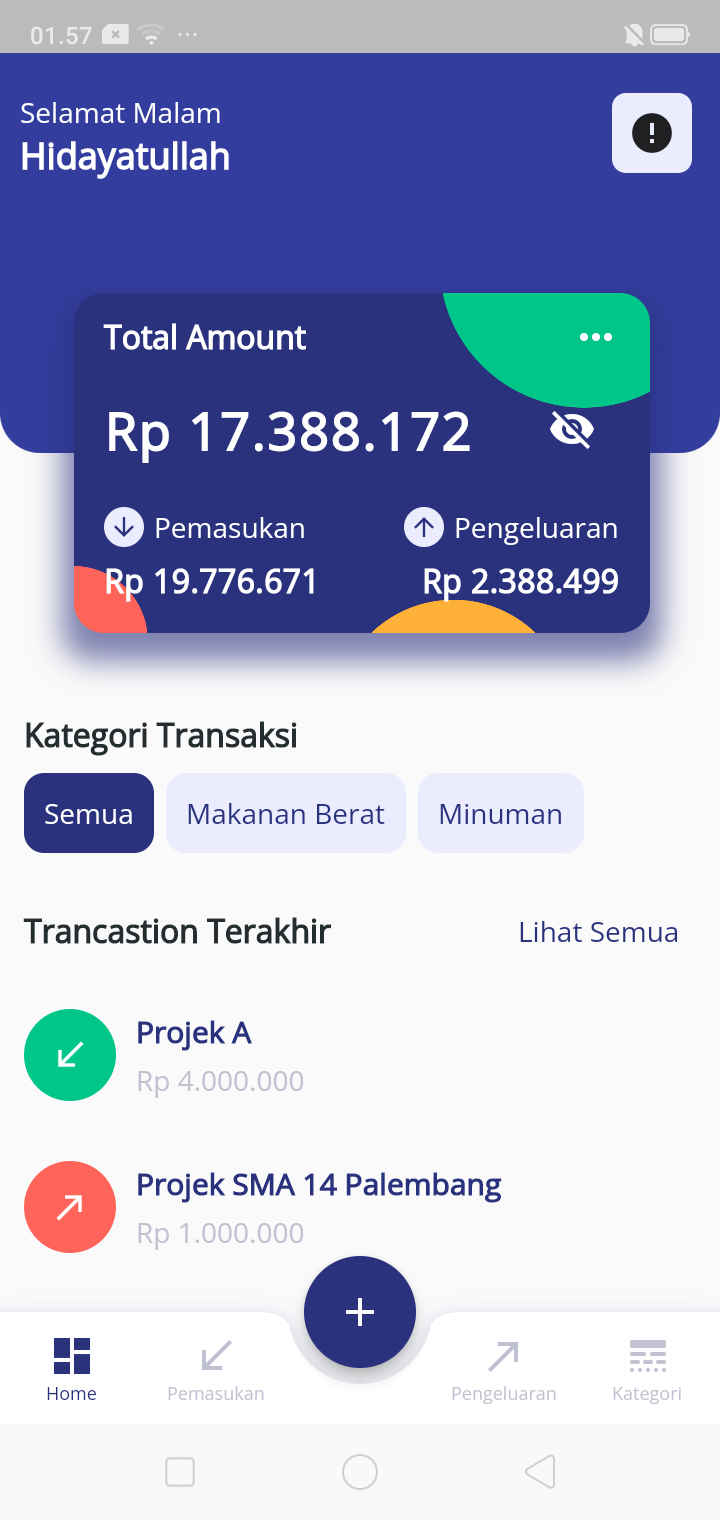 01.57
Selamat Malam
Hidayatullah
Total Amount
Rp 17.388.172
Pemasukan
Pengeluaran
Rp 19.776.671
Rp 2.388.499
Kategori Transaksi
Semua
Makanan Berat
Minuman
Trancastion Terakhir
Lihat Semua
Projek A
Rp 4.000.000
Projek SMA 14 Palembang
Rp 1.000.000
Home
Pemasukan
Pengeluaran
Kategori